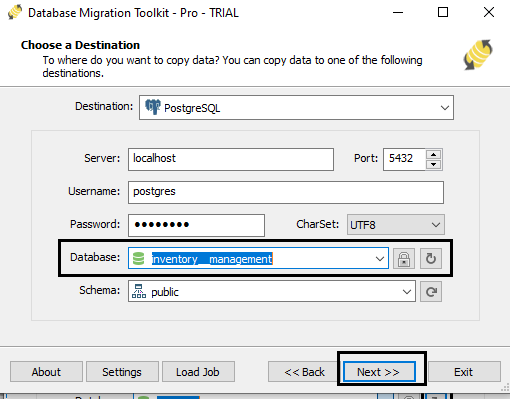 Database Migration Toolkit - Pro - TRIAL
Choose a Destination
To where do you want to copy data? You can copy data to one of the following
destinations.
Destination: PostgreSQL
Server: localhost Port: 5432
Username: postgres
Password: ●●●●●●●● CharSet: UTF8
Database: inventory__management
Schema: public
About Settings Load Job << Back Next >> Exit